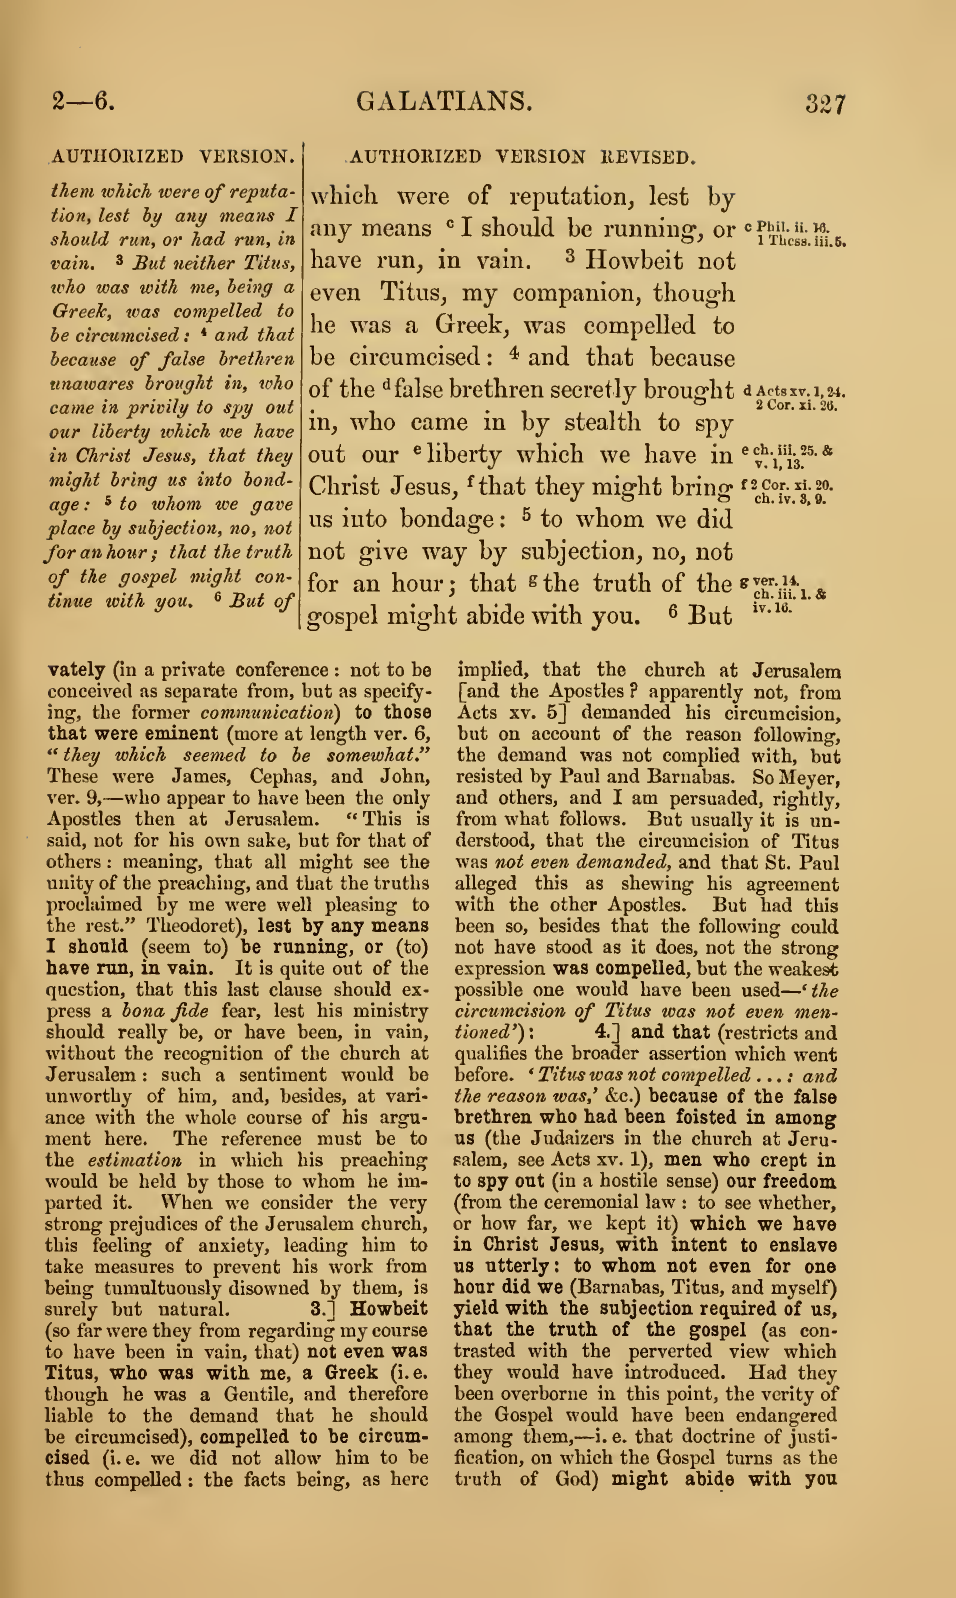 2—6.
GALATIANS.
327
AUTHORIZED VERSION.
them which were of reputa-
tion, lest by any means I
should run, or had run, in
vain. 3 But neither Titus,
who was with me, being a
Greek, was compelled to
be circumcised: 4 and that
because of false brethren
unawares brought in, who
came in privily to spy out
our liberty which we have
in Christ Jesus, that they
might bring us into bond-
age: 5 to whom we gave
place by subjection, no, not
for an hour; that the truth
of the gospel might con-
tinue with you. 6 But of
AUTHORIZED VERSION REVISED.
which were of reputation, lest by
any means c I should be running, or
have run, in vain. 3 Howbeit not
even Titus, my companion, though
he was a Greek, was compelled to
be circumcised: 4 and that because
of the d false brethren secretly brought
in, who came in by stealth to spy
out our e liberty which we have in
Christ Jesus, f that they might bring
us into bondage: 5 to whom we did
not give way by subjection, no, not
for an hour; that g the truth of the
gospel might abide with you. 6 But
c Phil. ii. 16.
1 Thess. iii. 5.
d Acts xv. 1, 24.
2 Cor. xi. 26.
e ch. iii. 25. &
v. 1, 13.
f 2 Cor. xi. 20.
ch. iv. 3, 9.
g ver. 14.
ch. iii. 1. &
iv. 16.
vately (in a private conference: not to be
conceived as separate from, but as specify-
ing, the former communication) to those
that were eminent (more at length ver. 6,
"they which seemed to be somewhat."
These were James, Cephas, and John,
ver. 9,—who appear to have been the only
Apostles then at Jerusalem. "This is
said, not for his own sake, but for that of
others: meaning, that all might see the
unity of the preaching, and that the truths
proclaimed by me were well pleasing to
the rest." Theodoret), lest by any means
I should (seem to) be running, or (to)
have run, in vain. It is quite out of the
question, that this last clause should ex-
press a bona fide fear, lest his ministry
should really be, or have been, in vain,
without the recognition of the church at
Jerusalem: such a sentiment would be
unworthy of him, and, besides, at vari-
ance with the whole course of his argu-
ment here. The reference must be to
the estimation in which his preaching
would be held by those to whom he im-
parted it. When we consider the very
strong prejudices of the Jerusalem church,
this feeling of anxiety, leading him to
take measures to prevent his work from
being tumultuously disowned by them, is
surely but natural. 3.] Howbeit
(so far were they from regarding my course
to have been in vain, that) not even was
Titus, who was with me, a Greek (i. e.
though he was a Gentile, and therefore
liable to the demand that he should
be circumcised), compelled to be circum-
cised (i. e. we did not allow him to be
thus compelled: the facts being, as here
implied, that the church at Jerusalem
[and the Apostles? apparently not, from
Acts xv. 5] demanded his circumcision,
but on account of the reason following,
the demand was not complied with, but
resisted by Paul and Barnabas. So Meyer,
and others, and I am persuaded, rightly,
from what follows. But usually it is un-
derstood, that the circumcision of Titus
was not even demanded, and that St. Paul
alleged this as shewing his agreement
with the other Apostles. But had this
been so, besides that the following could
not have stood as it does, not the strong
expression was compelled, but the weakest
possible one would have been used—'the
circumcision of Titus was not even men-
tioned'): 4.] and that (restricts and
qualifies the broader assertion which went
before. 'Titus was not compelled . . . : and
the reason was,' &c.) because of the false
brethren who had been foisted in among
us (the Judaizers in the church at Jeru-
salem, see Acts xv. 1), men who crept in
to spy out (in a hostile sense) our freedom
(from the ceremonial law: to see whether,
or how far, we kept it) which we have
in Christ Jesus, with intent to enslave
us utterly: to whom not even for one
hour did we (Barnabas, Titus, and myself)
yield with the subjection required of us,
that the truth of the gospel (as con-
trasted with the perverted view which
they would have introduced. Had they
been overborne in this point, the verity of
the Gospel would have been endangered
among them,—i. e. that doctrine of justi-
fication, on which the Gospel turns as the
truth of God) might abide with you